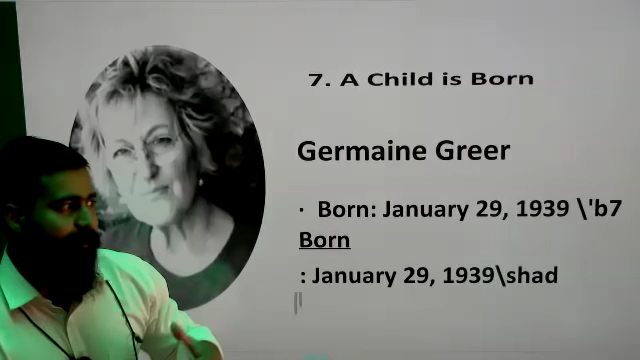 7. A Child is Born
Germaine Greer
· Born: January 29, 1939 \'b7
Born
: January 29, 1939\shad